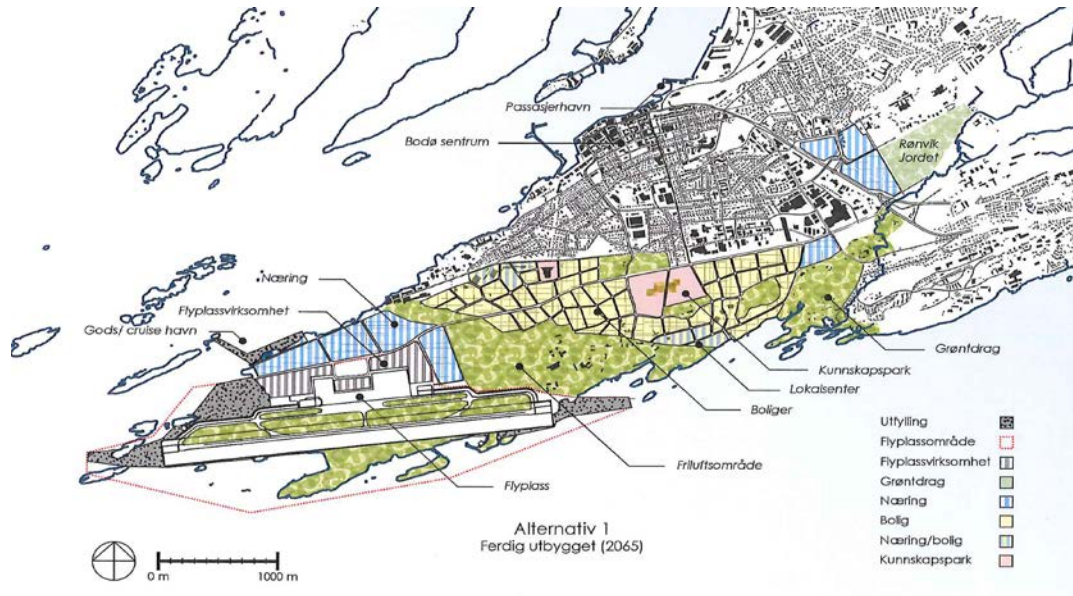 Passasjerhavn
Bodø sentrum
Rønvik
Jordet
Næring
Flyplassvirksomhet
Gods/ cruise havn
Grøntdrag
Kunnskapspark
Lokalsenter
Boliger
Friluftsområde
Flyplass
Utfylling
Flyplassområde
Flyplassvirksomhet
Grøntdrag
Næring
Bolig
Næring/bolig
Kunnskapspark
Alternativ 1
Ferdig utbygget (2065)
0 m 1000 m